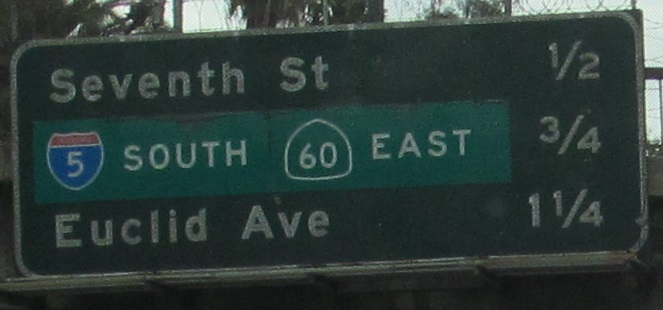 Seventh St 1/2
5 SOUTH 60 EAST 3/4
Euclid Ave 1 1/4